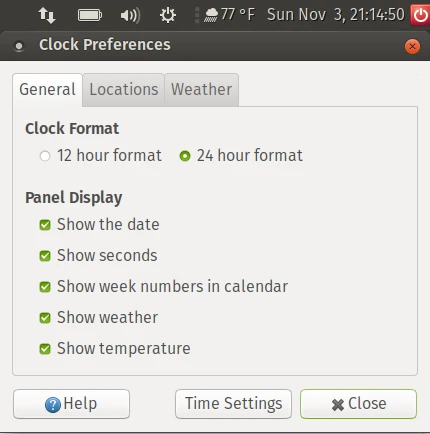 77 °F Sun Nov 3, 21:14:50
Clock Preferences
General Locations Weather
Clock Format
12 hour format 24 hour format
Panel Display
Show the date
Show seconds
Show week numbers in calendar
Show weather
Show temperature
Help Time Settings Close